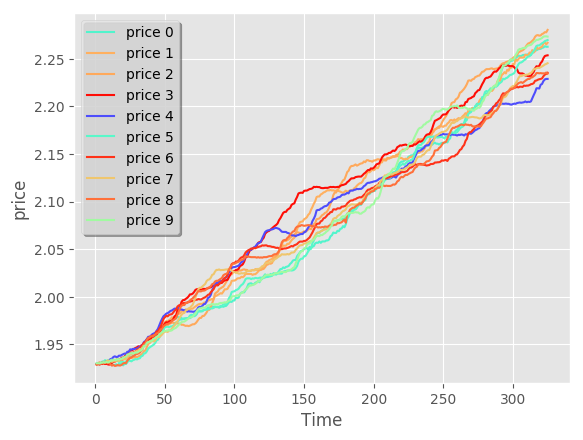 price 0
price 1
price 2
price 3
price 4
price 5
price 6
price 7
price 8
price 9
price
2.25
2.20
2.15
2.10
2.05
2.00
1.95
0 50 100 150 200 250 300
Time